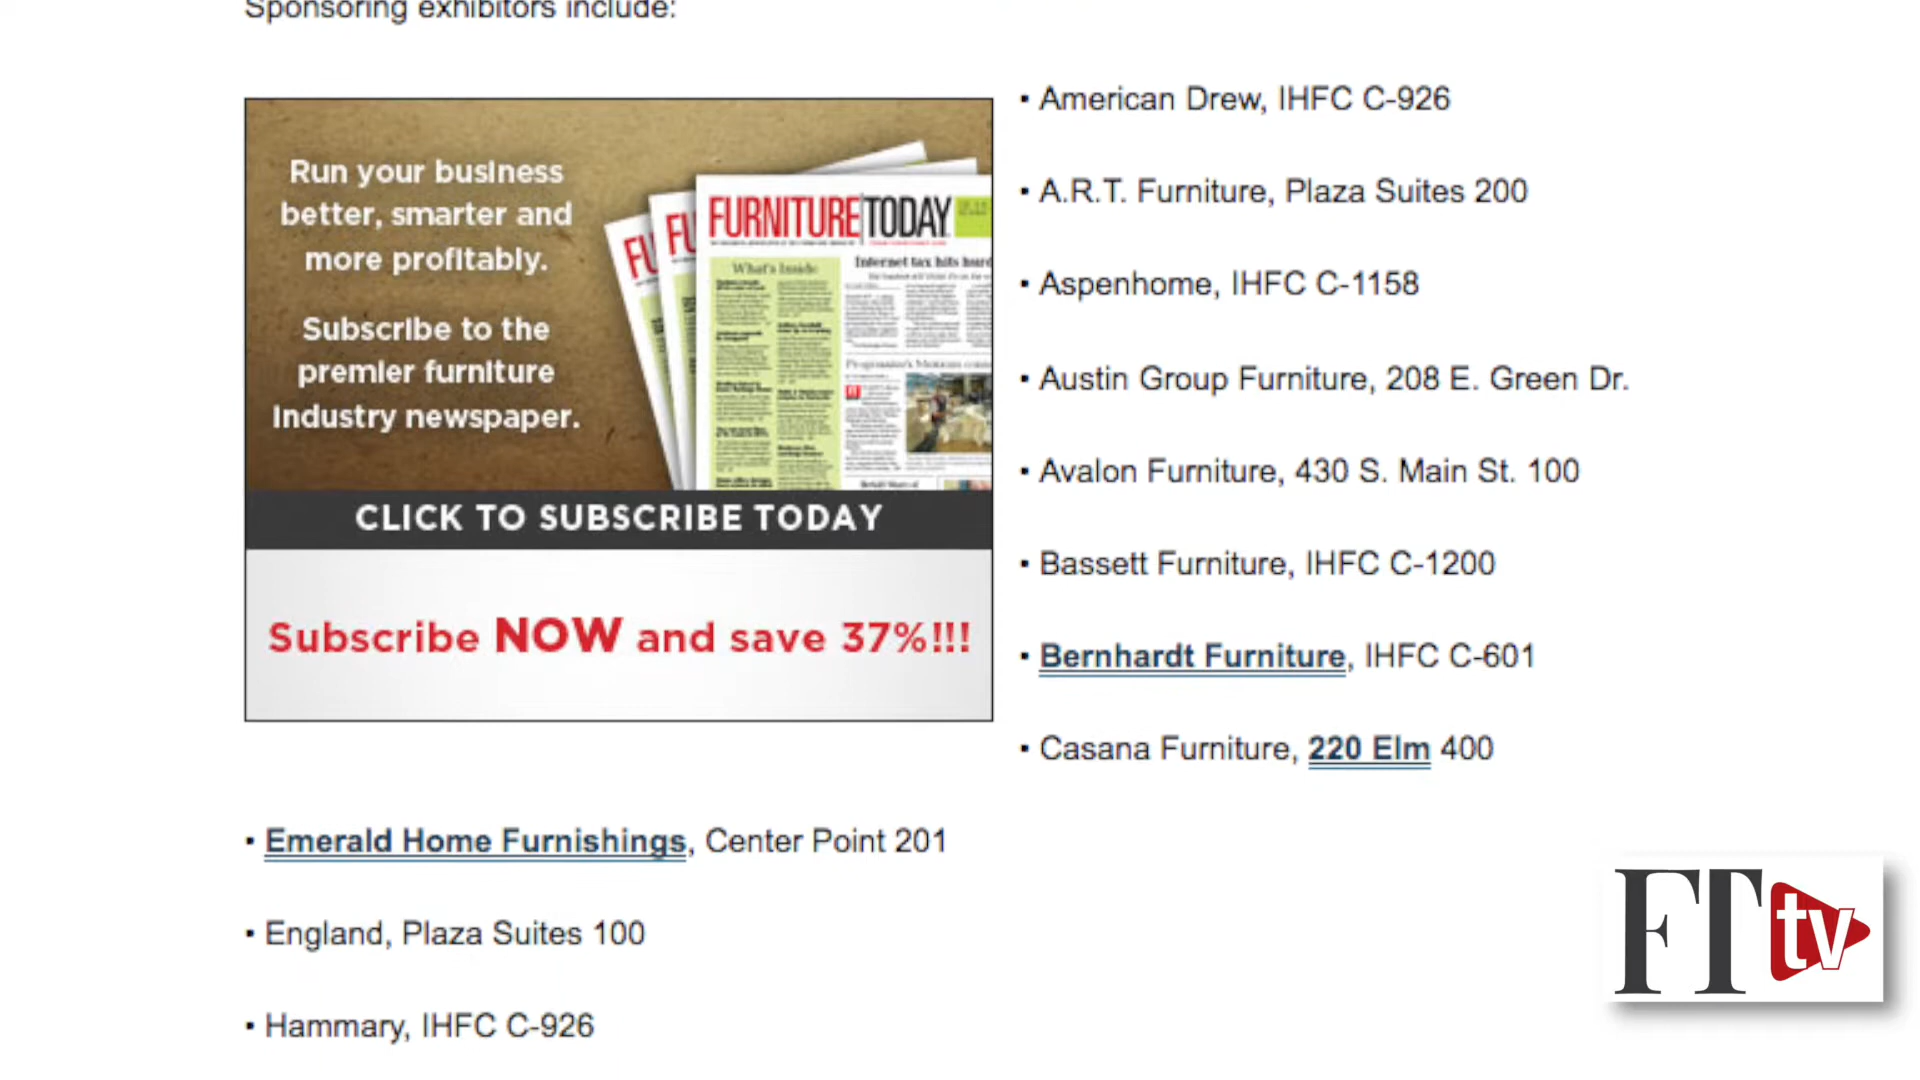 Sponsoring exhibitors include:
Run your business
better, smarter and
more profitably.
Subscribe to the
premier furniture
Industry newspaper.
FURNITURE TODAY
What's Inside
Internet tax hits hard
CLICK TO SUBSCRIBE TODAY
Subscribe NOW and save 37%!!!
• American Drew, IHFC C-926
• A.R.T. Furniture, Plaza Suites 200
• Aspenhome, IHFC C-1158
• Austin Group Furniture, 208 E. Green Dr.
• Avalon Furniture, 430 S. Main St. 100
• Bassett Furniture, IHFC C-1200
• Bernhardt Furniture, IHFC C-601
• Casana Furniture, 220 Elm 400
• Emerald Home Furnishings, Center Point 201
• England, Plaza Suites 100
• Hammary, IHFC C-926
FT tv